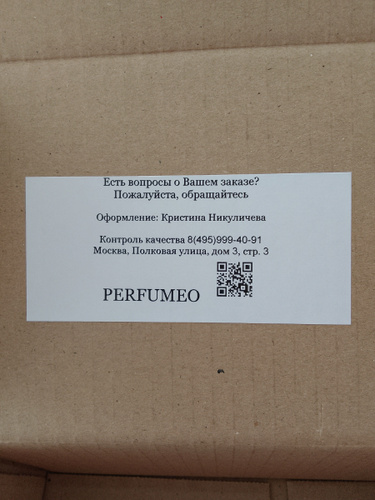 Есть вопросы о Вашем заказе?
Пожалуйста, обращайтесь
Оформление: Кристина Никуличева
Контроль качества 8(495)999-40-91
Москва, Полковая улица, дом 3, стр. 3
PERFUMEO